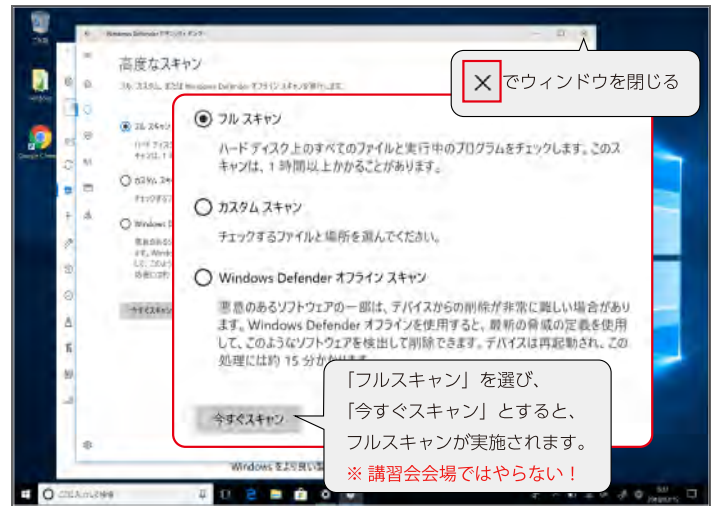 高度なスキャン
×でウィンドウを閉じる
フル スキャン
ハード ディスク上のすべてのファイルと実行中のプログラムをチェックします。このス
キャンは、1 時間以上かかることがあります。
カスタム スキャン
チェックするファイルと場所を選んでください。
Windows Defender オフライン スキャン
悪意のあるソフトウェアの一部は、デバイスからの削除が非常に難しい場合があり
ます。Windows Defender オフラインを使用すると、最新の脅威の定義を使用
して、このようなソフトウェアを検出して削除できます。デバイスは再起動され、この
処理には約 15 分かかります。
今すぐスキャン
「フルスキャン」を選び、
「今すぐスキャン」とすると、
フルスキャンが実施されます。
※ 講習会会場ではやらない！
Windows をより良い